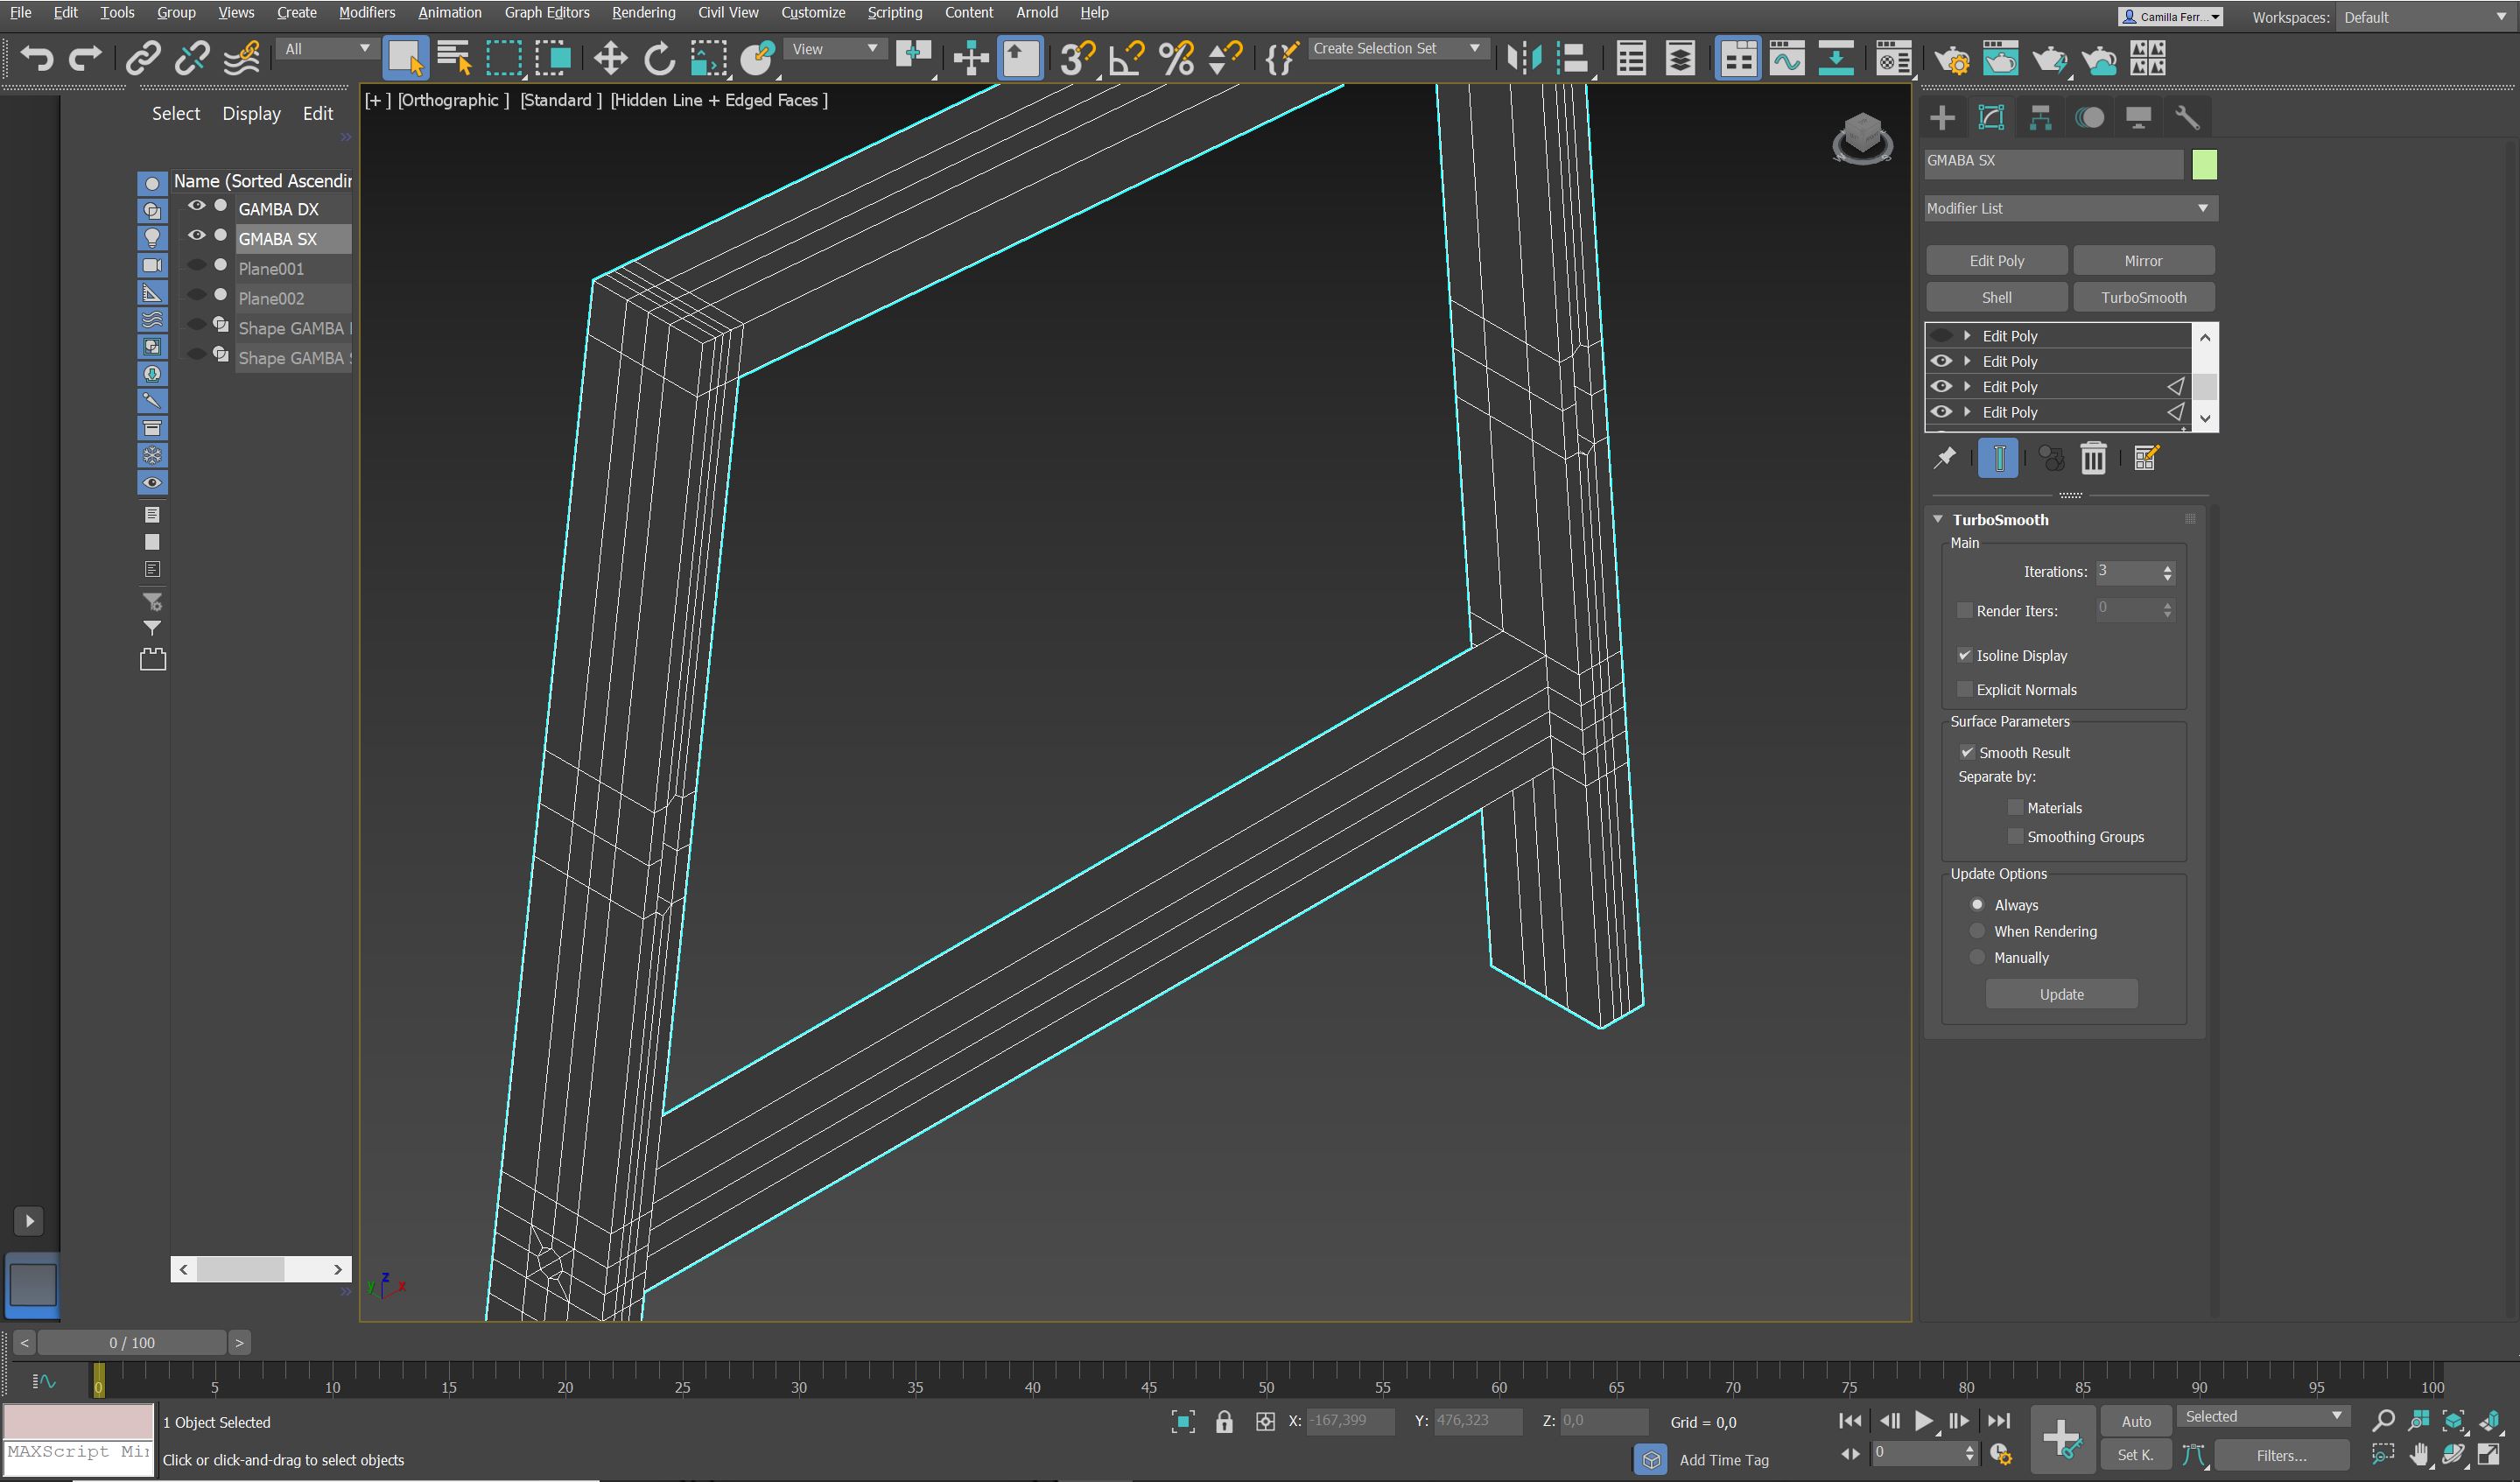 File Edit Tools Group Views Create Modifiers Animation Graph Editors Rendering Civil View Customize Scripting Content Arnold Help
Camilla Ferr... Workspaces: Default
All View Create Selection Set
Select Display Edit
[+ ] [Orthographic ] [Standard ] [Hidden Line + Edged Faces ]
Name (Sorted Ascendin
GAMBA DX
GMABA SX
Plane001
Plane002
Shape GAMBA
Shape GAMBA
GMABA SX
Modifier List
Edit Poly Mirror
Shell TurboSmooth
Edit Poly
Edit Poly
Edit Poly
Edit Poly
TurboSmooth
Main
Iterations: 3
Render Iters: 0
Isoline Display
Explicit Normals
Surface Parameters
Smooth Result
Separate by:
Materials
Smoothing Groups
Update Options
Always
When Rendering
Manually
Update
z
y x
< 0 / 100 >
0 5 10 15 20 25 30 35 40 45 50 55 60 65 70 75 80 85 90 95 100
1 Object Selected X: -167,399 Y: 476,323 Z: 0,0 Grid = 0,0 Auto Selected
MAXScript Mi
Click or click-and-drag to select objects Add Time Tag 0 Set K. Filters...